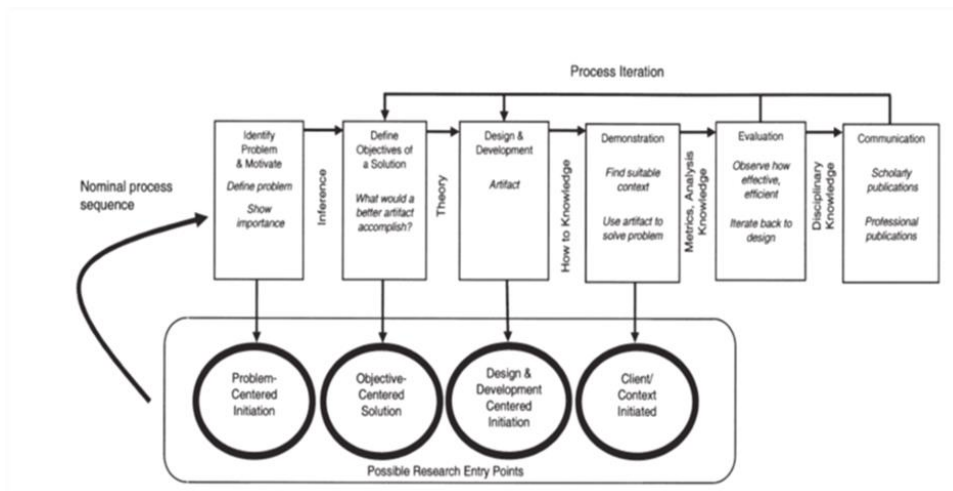 Process Iteration
Nominal process
sequence
Identify
Problem
& Motivate
Define problem
Show
importance
Inference
Define
Objectives of
a Solution
What would a
better artifact
accomplish?
Theory
Design &
Development
Artifact
How to Knowledge
Demonstration
Find suitable
context
Use artifact to
solve problem
Metrics, Analysis
Knowledge
Evaluation
Observe how
effective,
efficient
Iterate back to
design
Disciplinary
Knowledge
Communication
Scholarly
publications
Professional
publications
Problem-
Centered
Initiation
Objective-
Centered
Solution
Design &
Development
Centered
Initiation
Client/
Context
Initiated
Possible Research Entry Points